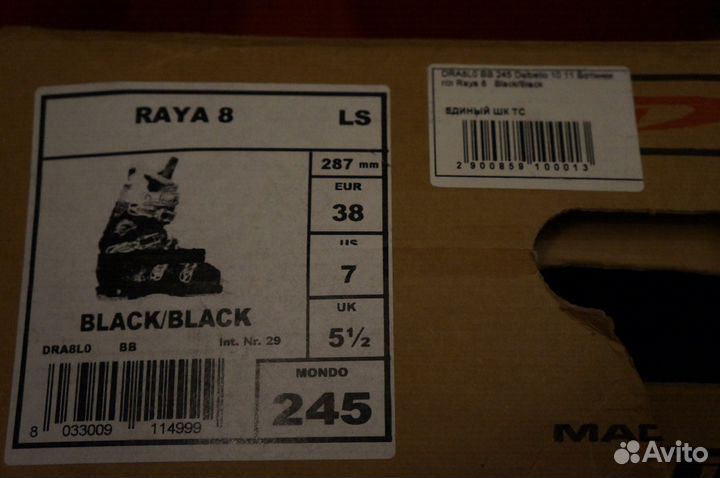 RAYA 8 LS
287 mm
EUR
38
US
7
UK
5½
BLACK/BLACK
DRA8L0 BB Int. Nr. 29
MONDO
245
8 033009 114999
DRA8L0 BB 245 Dalbello 10 11 Ботинки
г/л Raya 8 Black/Black
ЕДИНЫЙ ШК ТС
2 900859 100013
MAC
Avito